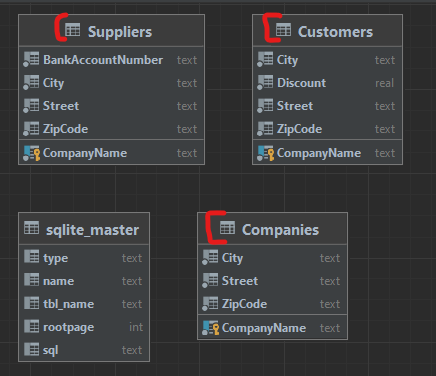 Suppliers
BankAccountNumber text
City text
Street text
ZipCode text
CompanyName text
Customers
City text
Discount real
Street text
ZipCode text
CompanyName text
sqlite_master
type text
name text
tbl_name text
rootpage int
sql text
Companies
City text
Street text
ZipCode text
CompanyName text